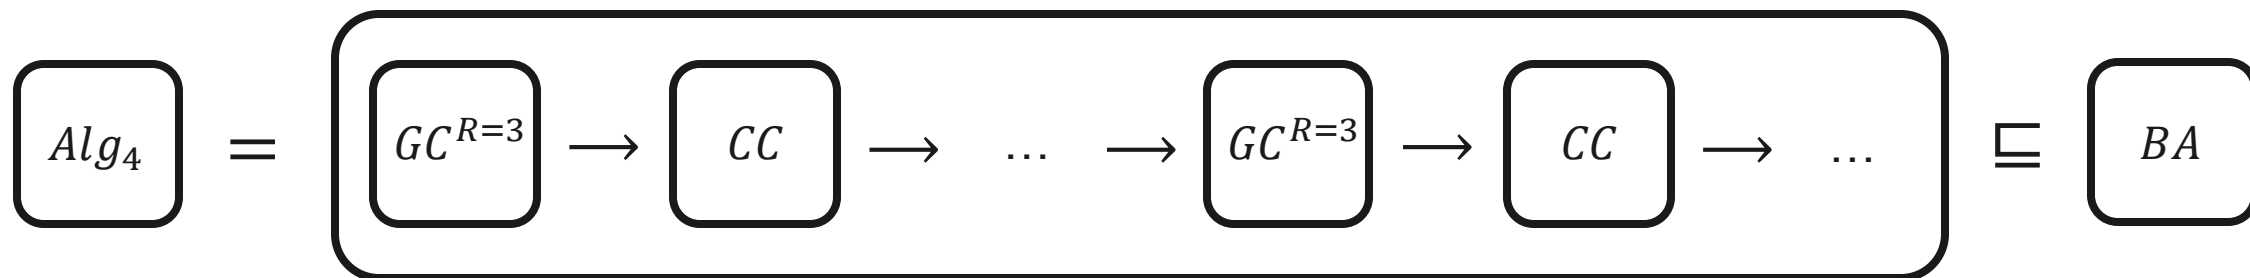 Alg₄ = GC^{R=3} → CC → … → GC^{R=3} → CC → … ⊑ BA